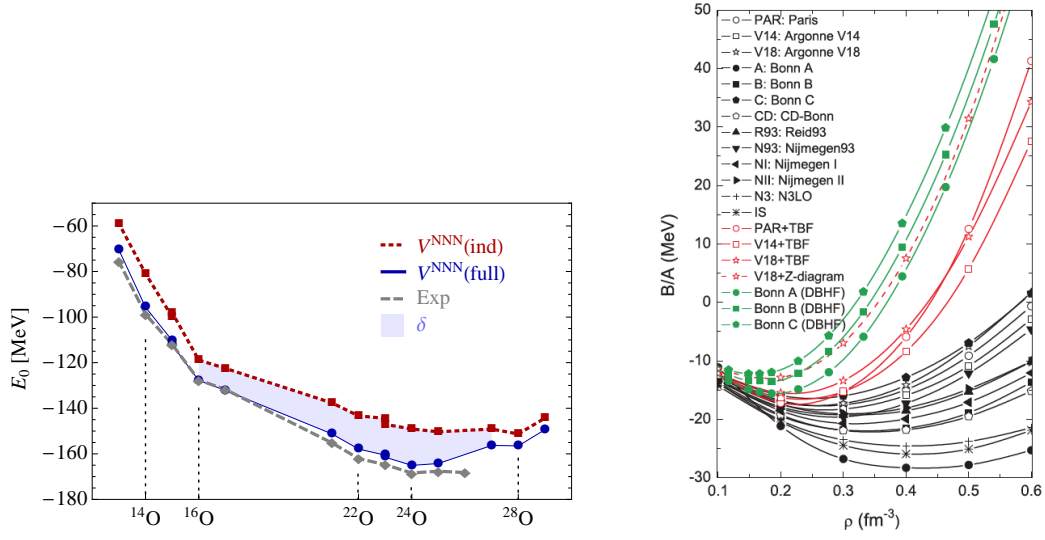 E₀ [MeV]
−60
−80
−100
−120
−140
−160
−180
V^NNN(ind)
V^NNN(full)
Exp
δ
¹⁴O
¹⁶O
²²O
²⁴O
²⁸O
B/A (MeV)
50
40
30
20
10
0
-10
-20
-30
PAR: Paris
V14: Argonne V14
V18: Argonne V18
A: Bonn A
B: Bonn B
C: Bonn C
CD: CD-Bonn
R93: Reid93
N93: Nijmegen93
NI: Nijmegen I
NII: Nijmegen II
N3: N3LO
IS
PAR+TBF
V14+TBF
V18+TBF
V18+Z-diagram
Bonn A (DBHF)
Bonn B (DBHF)
Bonn C (DBHF)
0.1
0.2
0.3
0.4
0.5
0.6
ρ (fm⁻³)